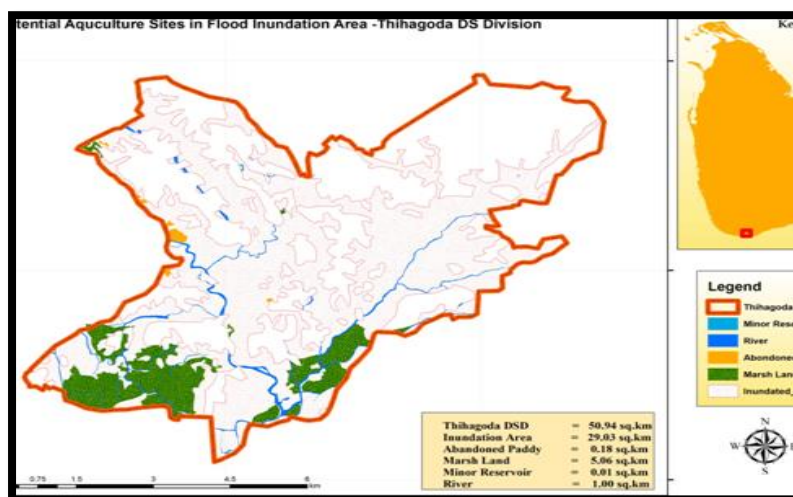 tential Aquculture Sites in Flood Inundation Area -Thihagoda DS Division
Ke
Legend
Thihagoda
Minor Rese
River
Abondoned
Marsh Land
Inundated_
N
W
Thihagoda DSD = 50.94 sq.km
Inundation Area = 29.03 sq.km
Abandoned Paddy = 0.18 sq.km
Marsh Land = 5.06 sq.km
Minor Reservoir = 0.01 sq.km
River = 1.00 sq.km
0.75 1.5 3 4.5 6
km
S